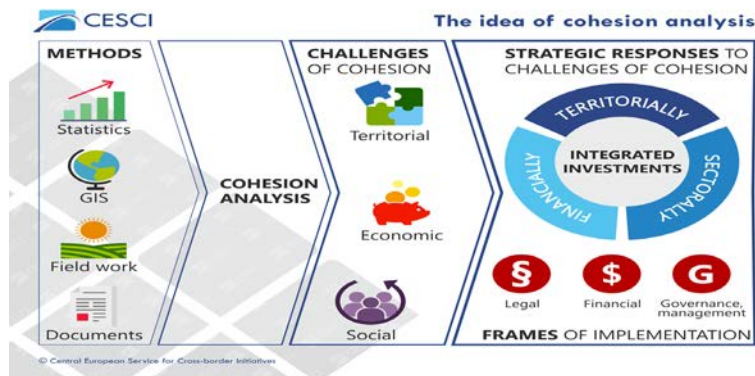 CESCI
The idea of cohesion analysis
METHODS
Statistics
GIS
Field work
Documents
COHESION
ANALYSIS
CHALLENGES
OF COHESION
Territorial
Economic
Social
STRATEGIC RESPONSES TO
CHALLENGES OF COHESION
TERRITORIALLY
FINANCIALLY
SECTORALLY
INTEGRATED
INVESTMENTS
§
$
G
Legal
Financial
Governance,
management
FRAMES OF IMPLEMENTATION
© Central European Service for Cross-border Initiatives